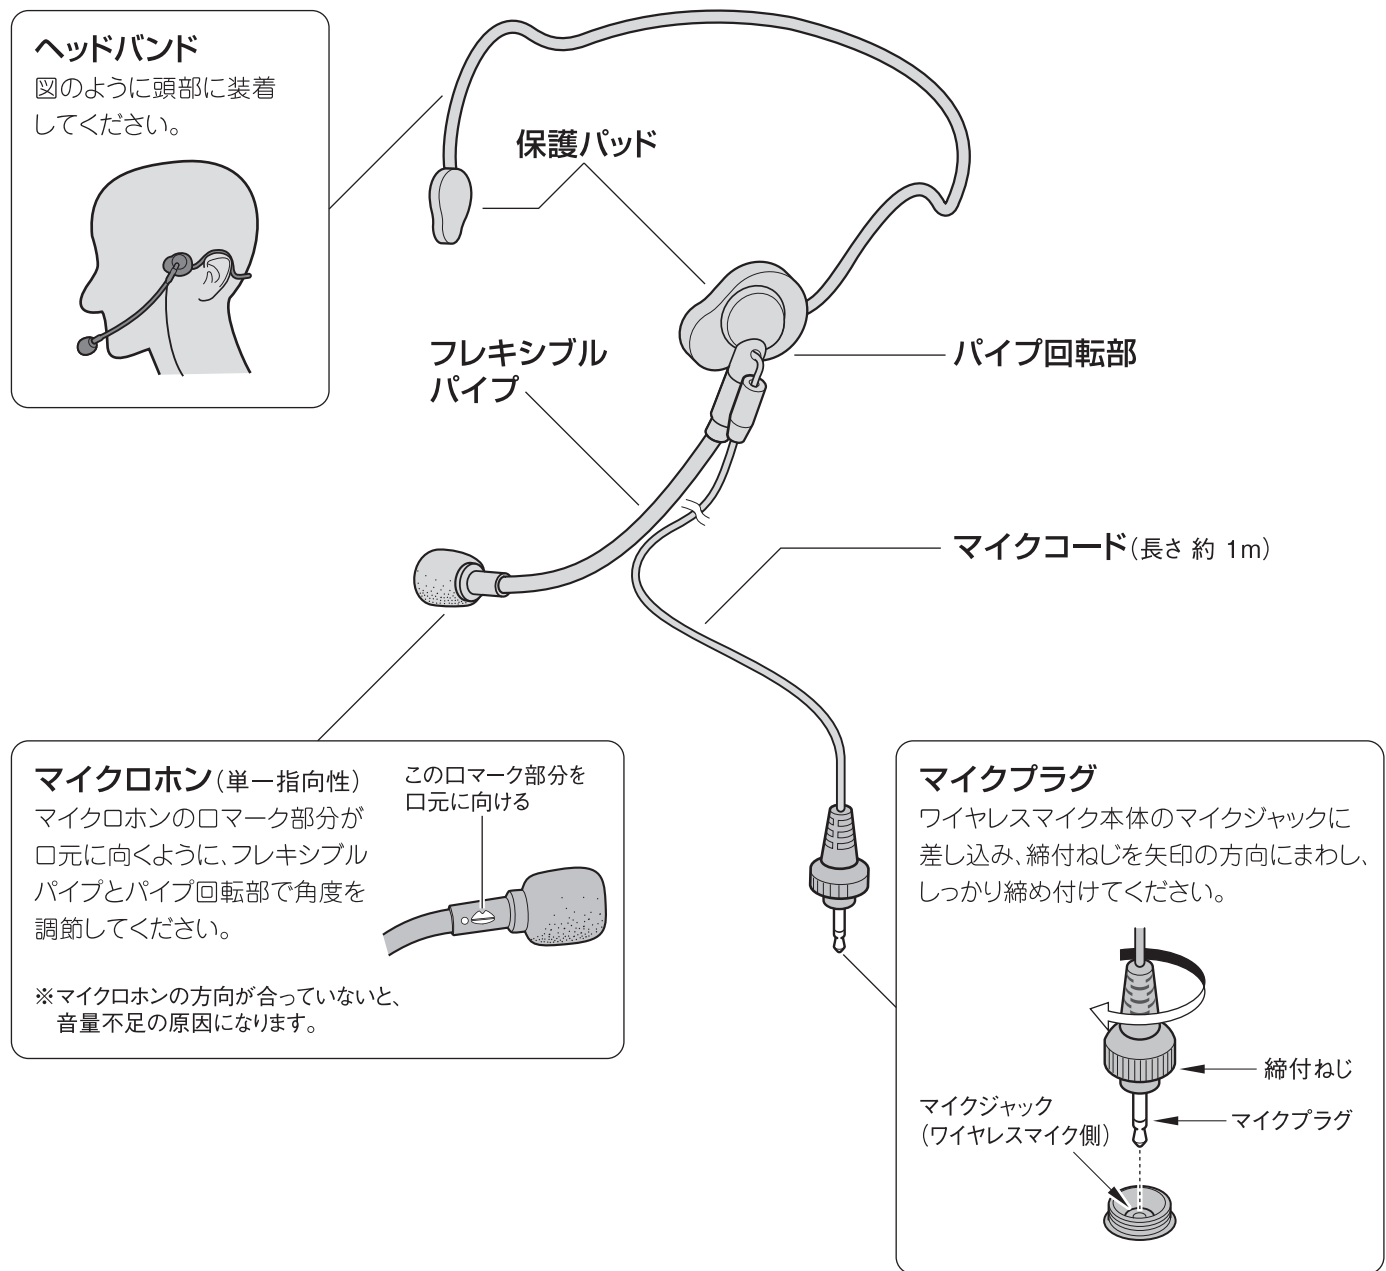 ヘッドバンド
図のように頭部に装着
してください。
保護パッド
フレキシブル
パイプ
パイプ回転部
マイクコード(長さ 約 1m)
マイクロホン(単一指向性)
マイクロホンの口マーク部分が
口元に向くように、フレキシブル
パイプとパイプ回転部で角度を
調節してください。
※マイクロホンの方向が合っていないと、
音量不足の原因になります。
この口マーク部分を
口元に向ける
マイクプラグ
ワイヤレスマイク本体のマイクジャックに
差し込み、締付ねじを矢印の方向にまわし、
しっかり締め付けてください。
締付ねじ
マイクプラグ
マイクジャック
(ワイヤレスマイク側)